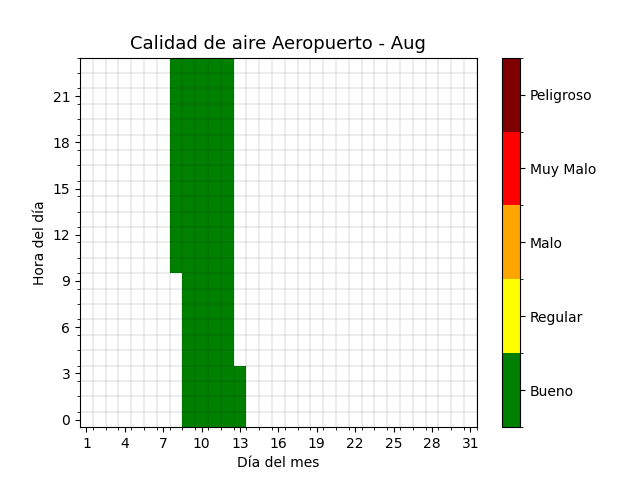 Calidad de aire Aeropuerto - Aug
21
18
15
12
9
6
3
0
Hora del día
1 4 7 10 13 16 19 22 25 28 31
Día del mes
Peligroso
Muy Malo
Malo
Regular
Bueno